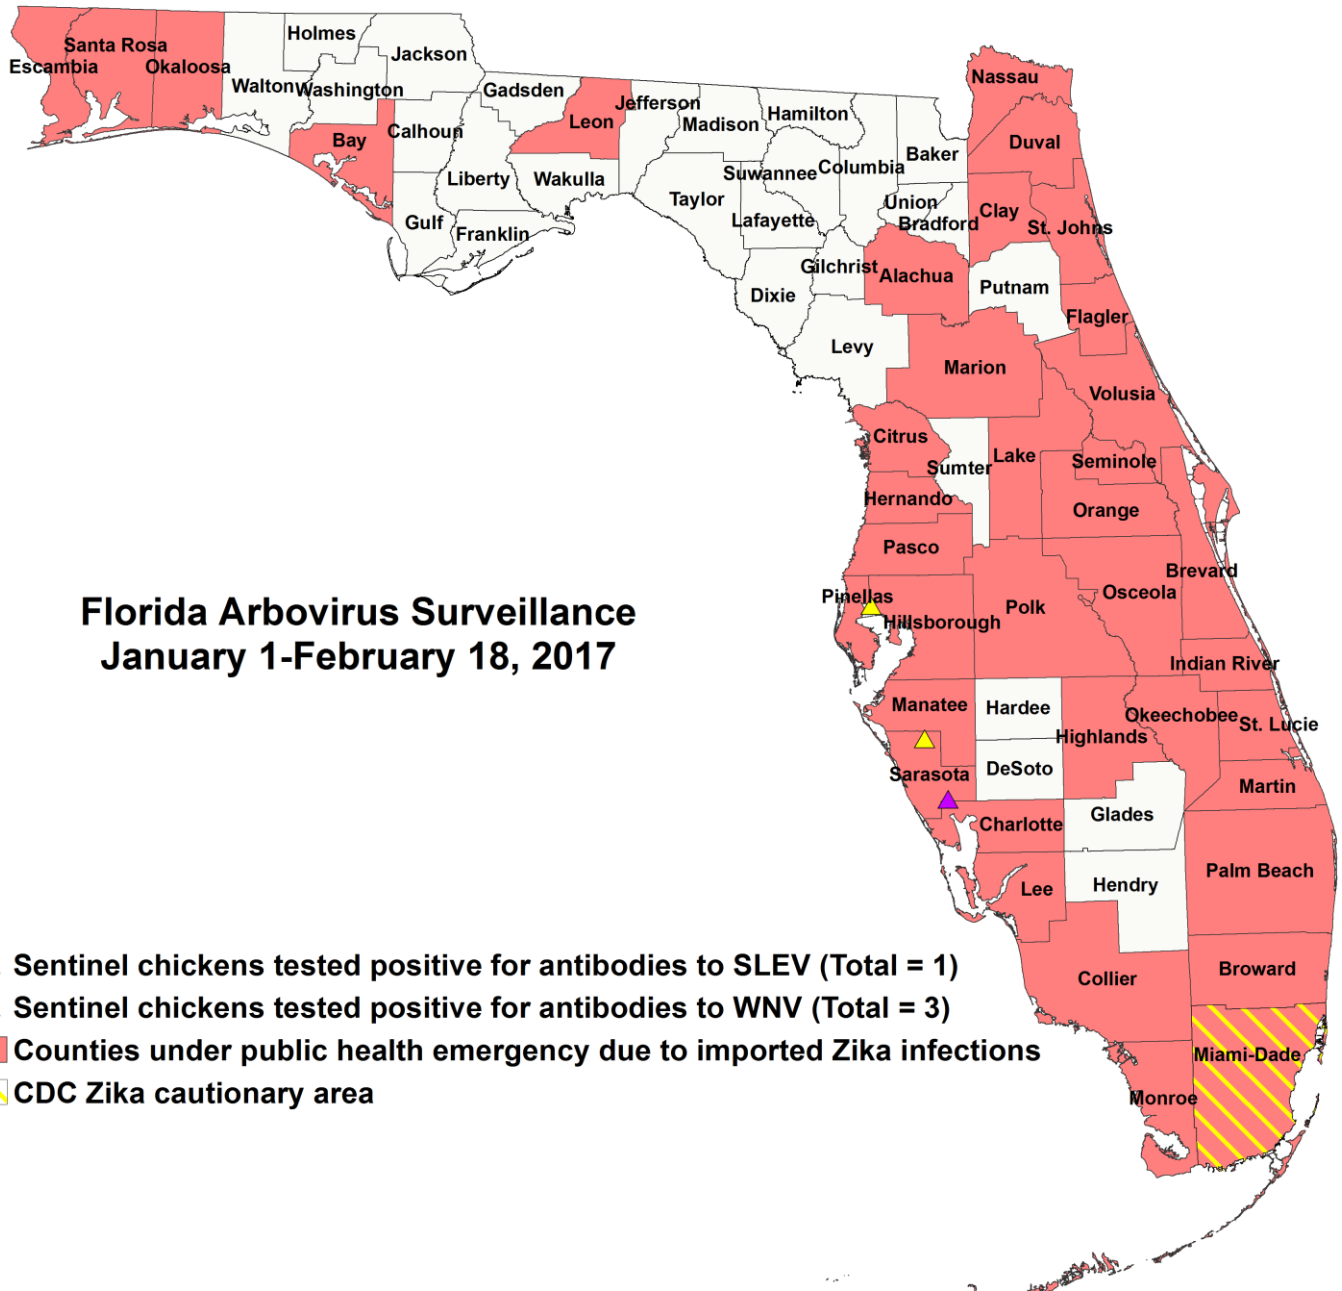 Holmes
Jackson
Santa Rosa
Escambia
Okaloosa
Walton
Washington
Gadsden
Jefferson
Leon
Madison
Hamilton
Nassau
Bay
Calhoun
Duval
Baker
Liberty
Wakulla
Suwannee
Columbia
Taylor
Union
Lafayette
Bradford
Clay
St. Johns
Gulf
Franklin
Gilchrist
Alachua
Putnam
Dixie
Flagler
Levy
Marion
Volusia
Citrus
Sumter
Lake
Seminole
Hernando
Orange
Pasco
Brevard
Osceola
Pinellas
Polk
Hillsborough
Florida Arbovirus Surveillance
January 1-February 18, 2017
Indian River
Manatee
Hardee
Okeechobee
St. Lucie
Highlands
DeSoto
Sarasota
Martin
Glades
Charlotte
Palm Beach
Lee
Hendry
Sentinel chickens tested positive for antibodies to SLEV (Total = 1)
Broward
Collier
Sentinel chickens tested positive for antibodies to WNV (Total = 3)
Counties under public health emergency due to imported Zika infections
Miami-Dade
CDC Zika cautionary area
Monroe